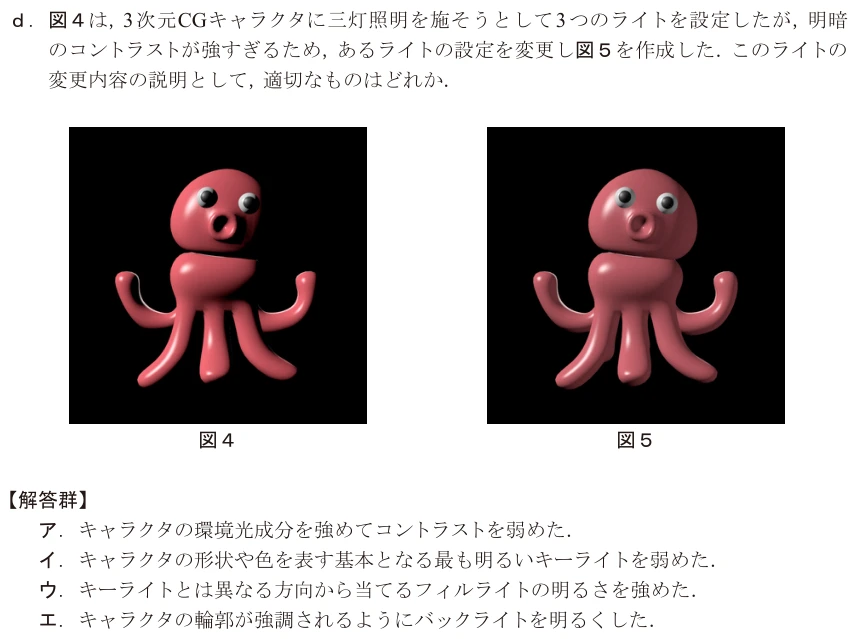 d．図4は，3次元CGキャラクタに三灯照明を施そうとして3つのライトを設定したが，明暗
のコントラストが強すぎるため，あるライトの設定を変更し図5を作成した．このライトの
変更内容の説明として，適切なものはどれか．
図4
図5
【解答群】
ア．キャラクタの環境光成分を強めてコントラストを弱めた．
イ．キャラクタの形状や色を表す基本となる最も明るいキーライトを弱めた．
ウ．キーライトとは異なる方向から当てるフィルライトの明るさを強めた．
エ．キャラクタの輪郭が強調されるようにバックライトを明るくした．